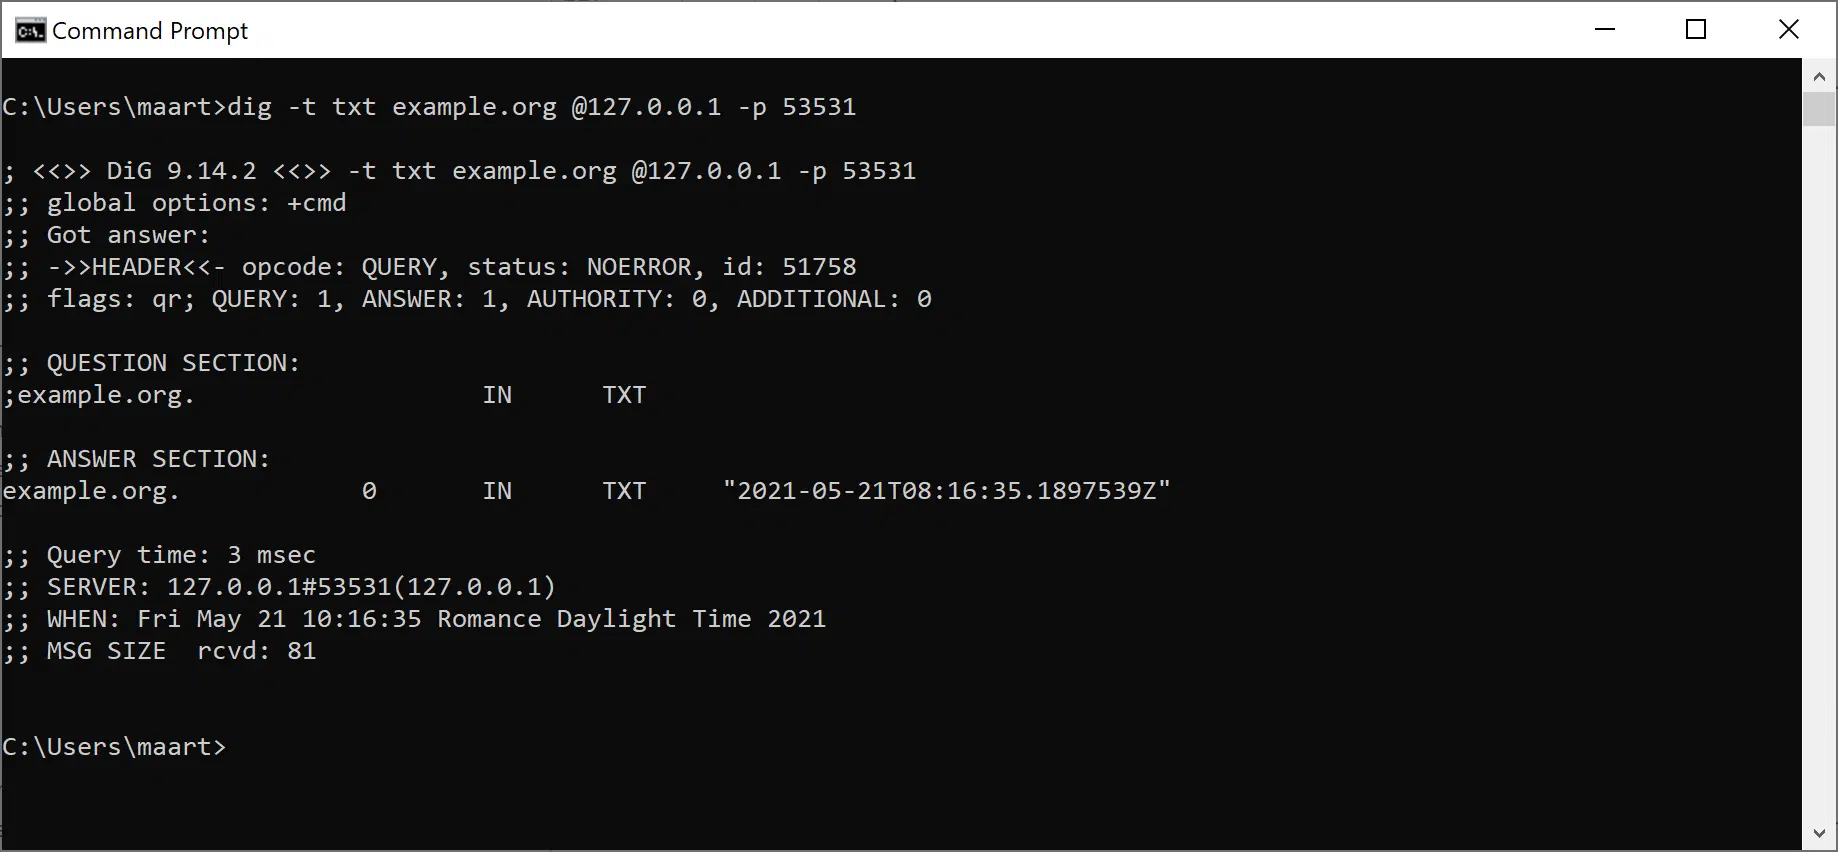 Command Prompt
C:\Users\maart>dig -t txt example.org @127.0.0.1 -p 53531
; <<>> DiG 9.14.2 <<>> -t txt example.org @127.0.0.1 -p 53531
;; global options: +cmd
;; Got answer:
;; ->>HEADER<<- opcode: QUERY, status: NOERROR, id: 51758
;; flags: qr; QUERY: 1, ANSWER: 1, AUTHORITY: 0, ADDITIONAL: 0
;; QUESTION SECTION:
;example.org.                   IN      TXT
;; ANSWER SECTION:
example.org.            0       IN      TXT     "2021-05-21T08:16:35.1897539Z"
;; Query time: 3 msec
;; SERVER: 127.0.0.1#53531(127.0.0.1)
;; WHEN: Fri May 21 10:16:35 Romance Daylight Time 2021
;; MSG SIZE  rcvd: 81
C:\Users\maart>